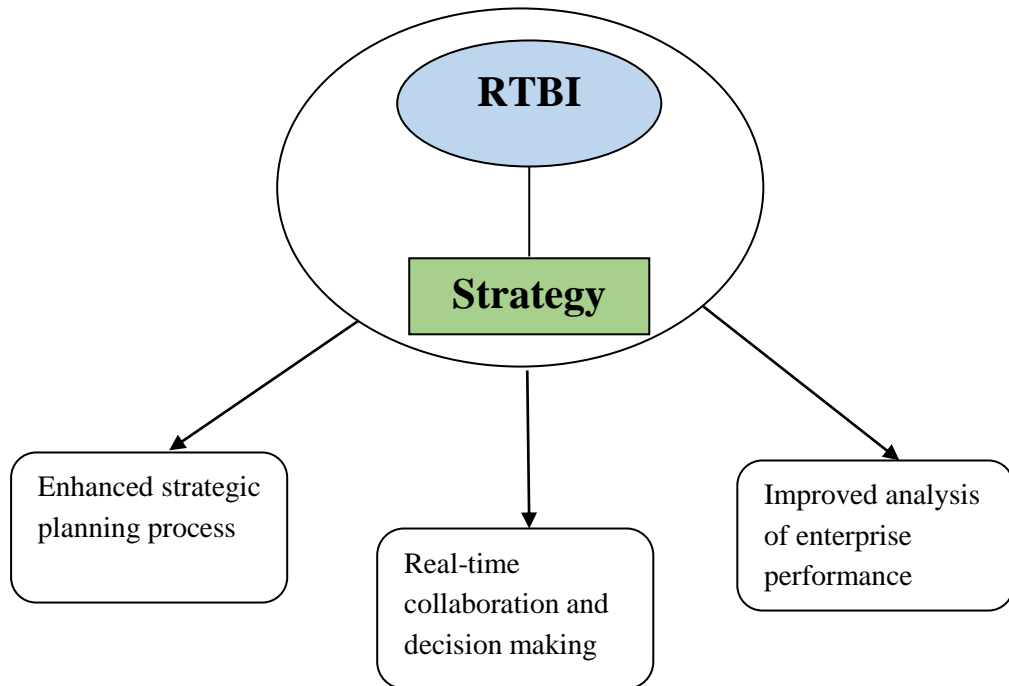 RTBI
Strategy
Enhanced strategic
planning process
Real-time
collaboration and
decision making
Improved analysis
of enterprise
performance